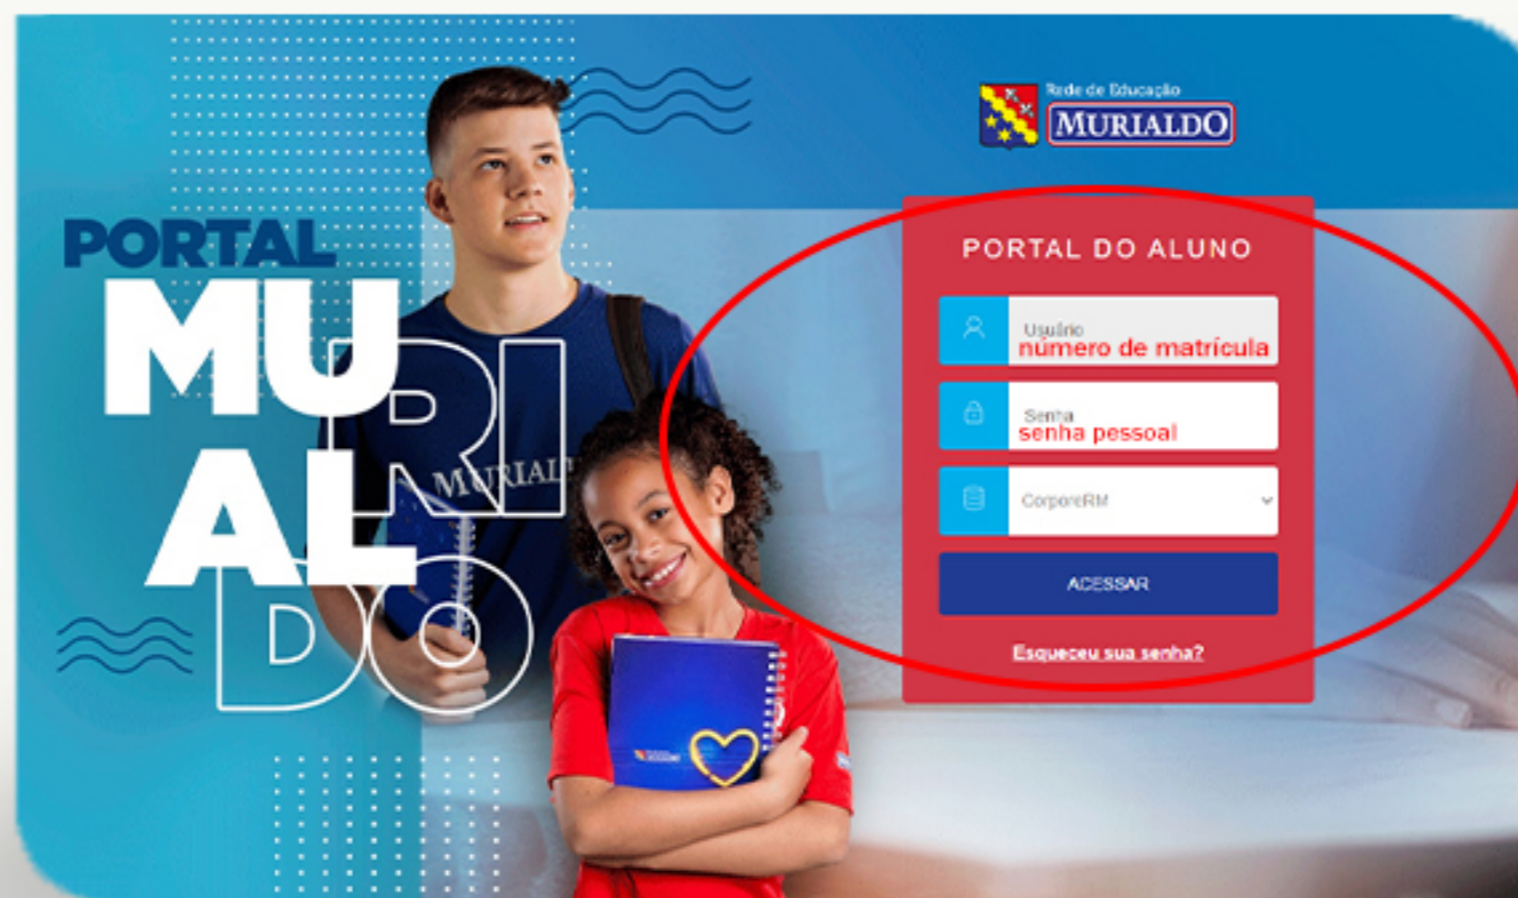 Rede de Educação
MURIALDO
PORTAL
MU
RI
AL
DO
MURIAL
PORTAL DO ALUNO
Usuário
número de matrícula
Senha
senha pessoal
CorporeRM
ACESSAR
Esqueceu sua senha?